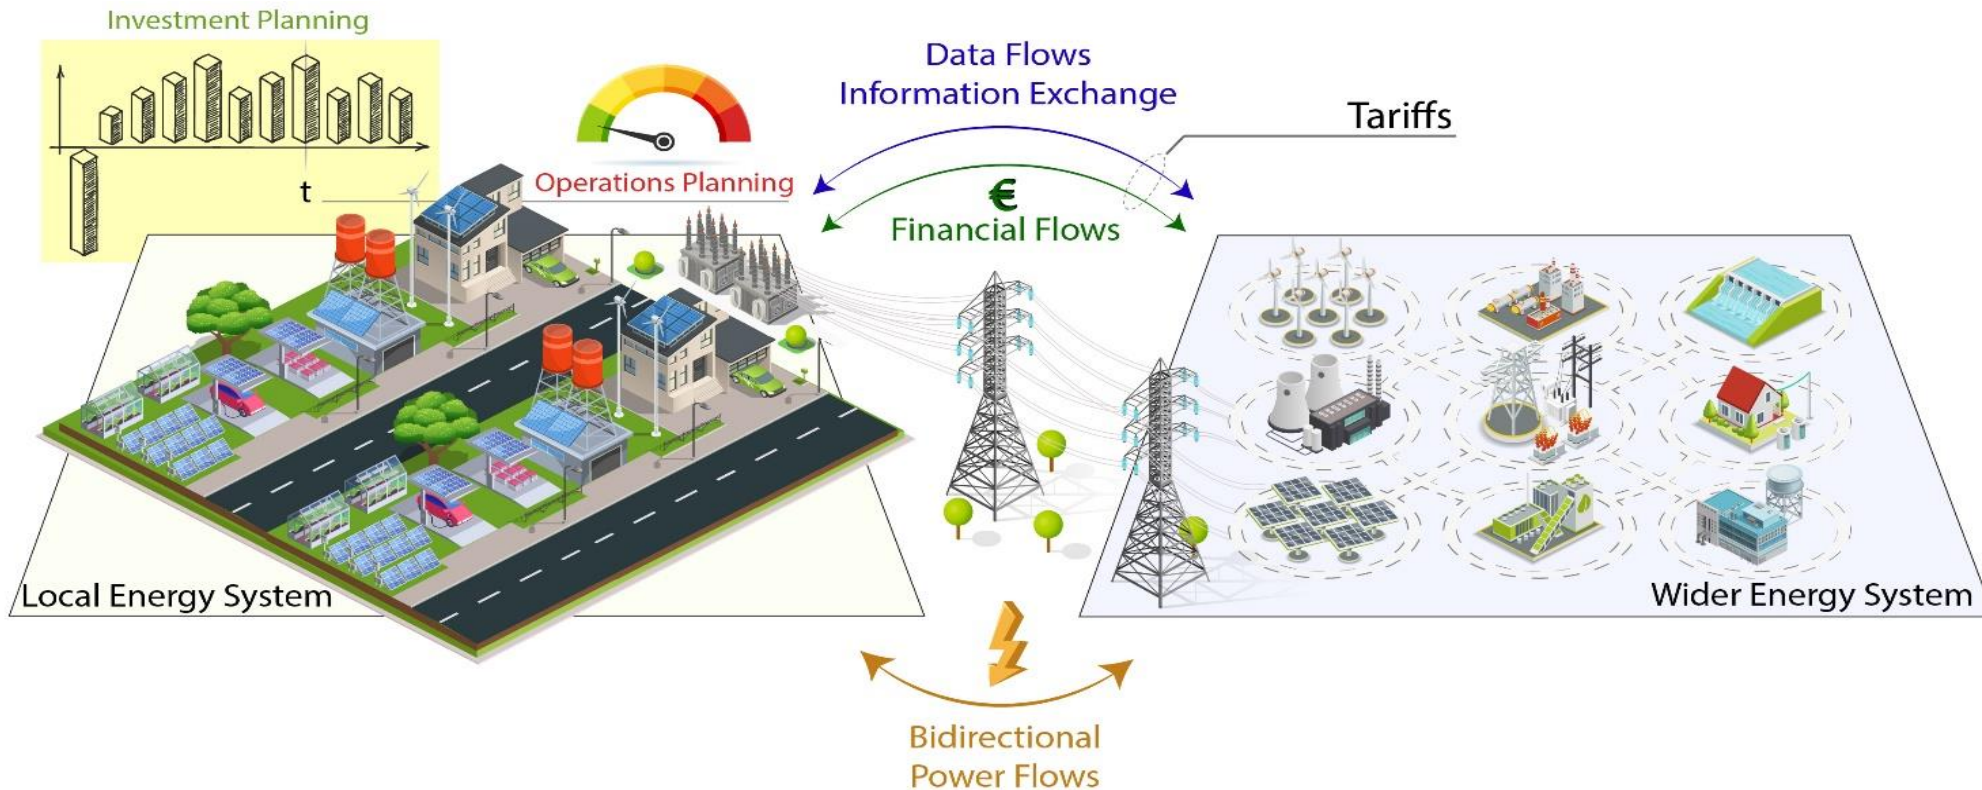 Investment Planning
t
Operations Planning
Data Flows
Information Exchange
Tariffs
€
Financial Flows
Local Energy System
Wider Energy System
Bidirectional
Power Flows